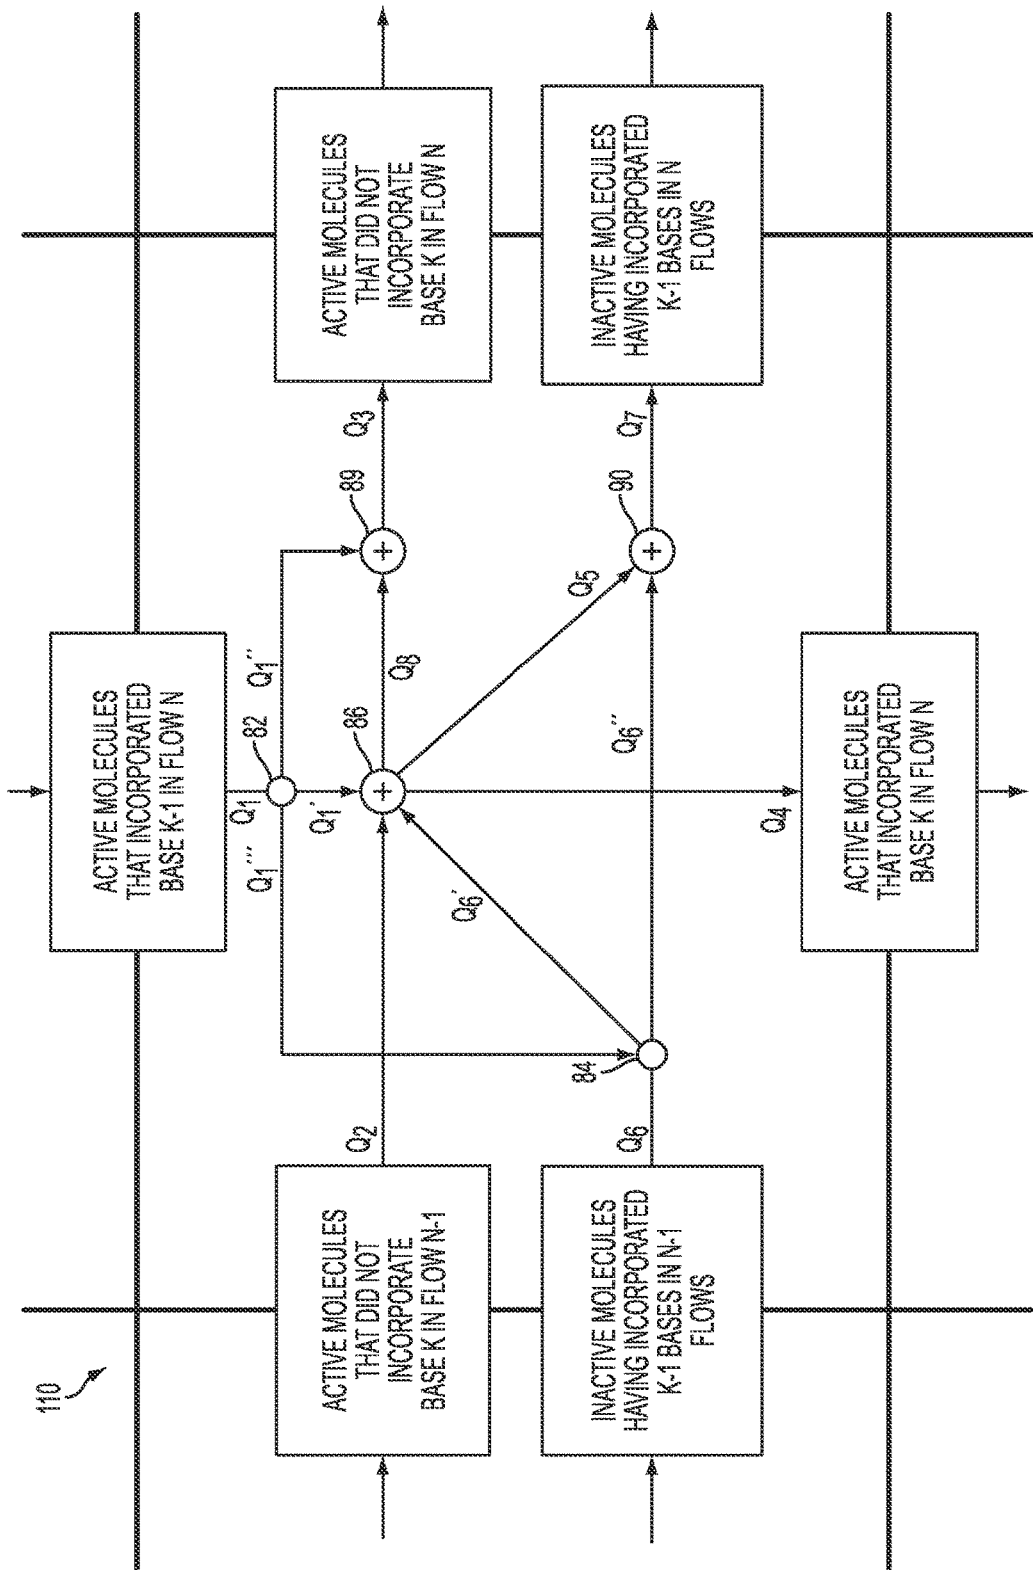 110
ACTIVE MOLECULES
THAT INCORPORATED
BASE K-1 IN FLOW N
Q1
82
Q1'''
Q1'
Q1''
ACTIVE MOLECULES
THAT DID NOT
INCORPORATE
BASE K IN FLOW N-1
Q2
86
Q8
89
Q3
ACTIVE MOLECULES
THAT DID NOT
INCORPORATE
BASE K IN FLOW N
INACTIVE MOLECULES
HAVING INCORPORATED
K-1 BASES IN N-1
FLOWS
Q6
84
Q6'
Q6''
Q5
90
Q7
INACTIVE MOLECULES
HAVING INCORPORATED
K-1 BASES IN N
FLOWS
Q4
ACTIVE MOLECULES
THAT INCORPORATED
BASE K IN FLOW N